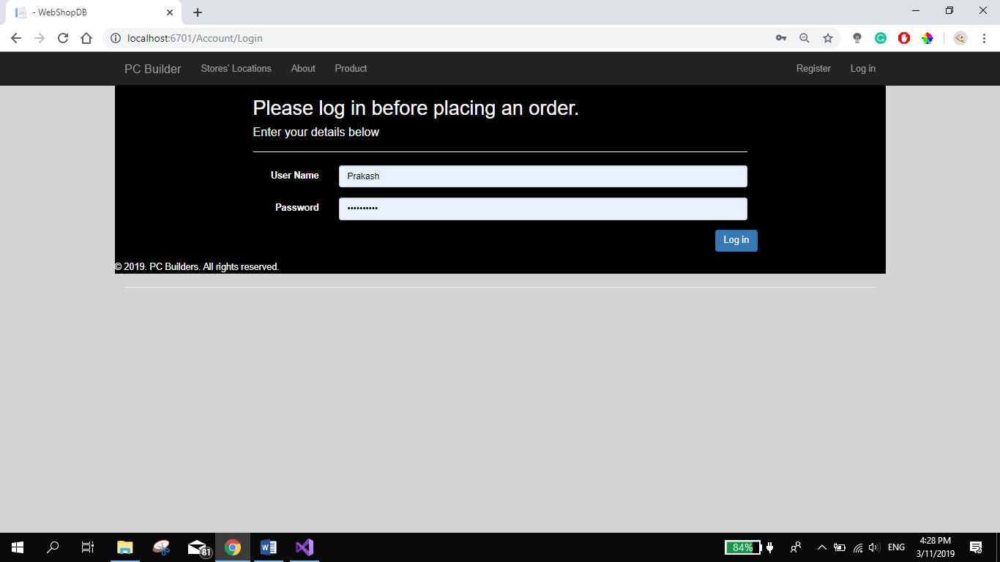 - WebShopDB
localhost:6701/Account/Login
PC Builder Stores' Locations About Product Register Log in
Please log in before placing an order.
Enter your details below
User Name Prakash
Password ••••••••••
Log in
© 2019. PC Builders. All rights reserved.
81 84% ENG 4:28 PM
3/11/2019